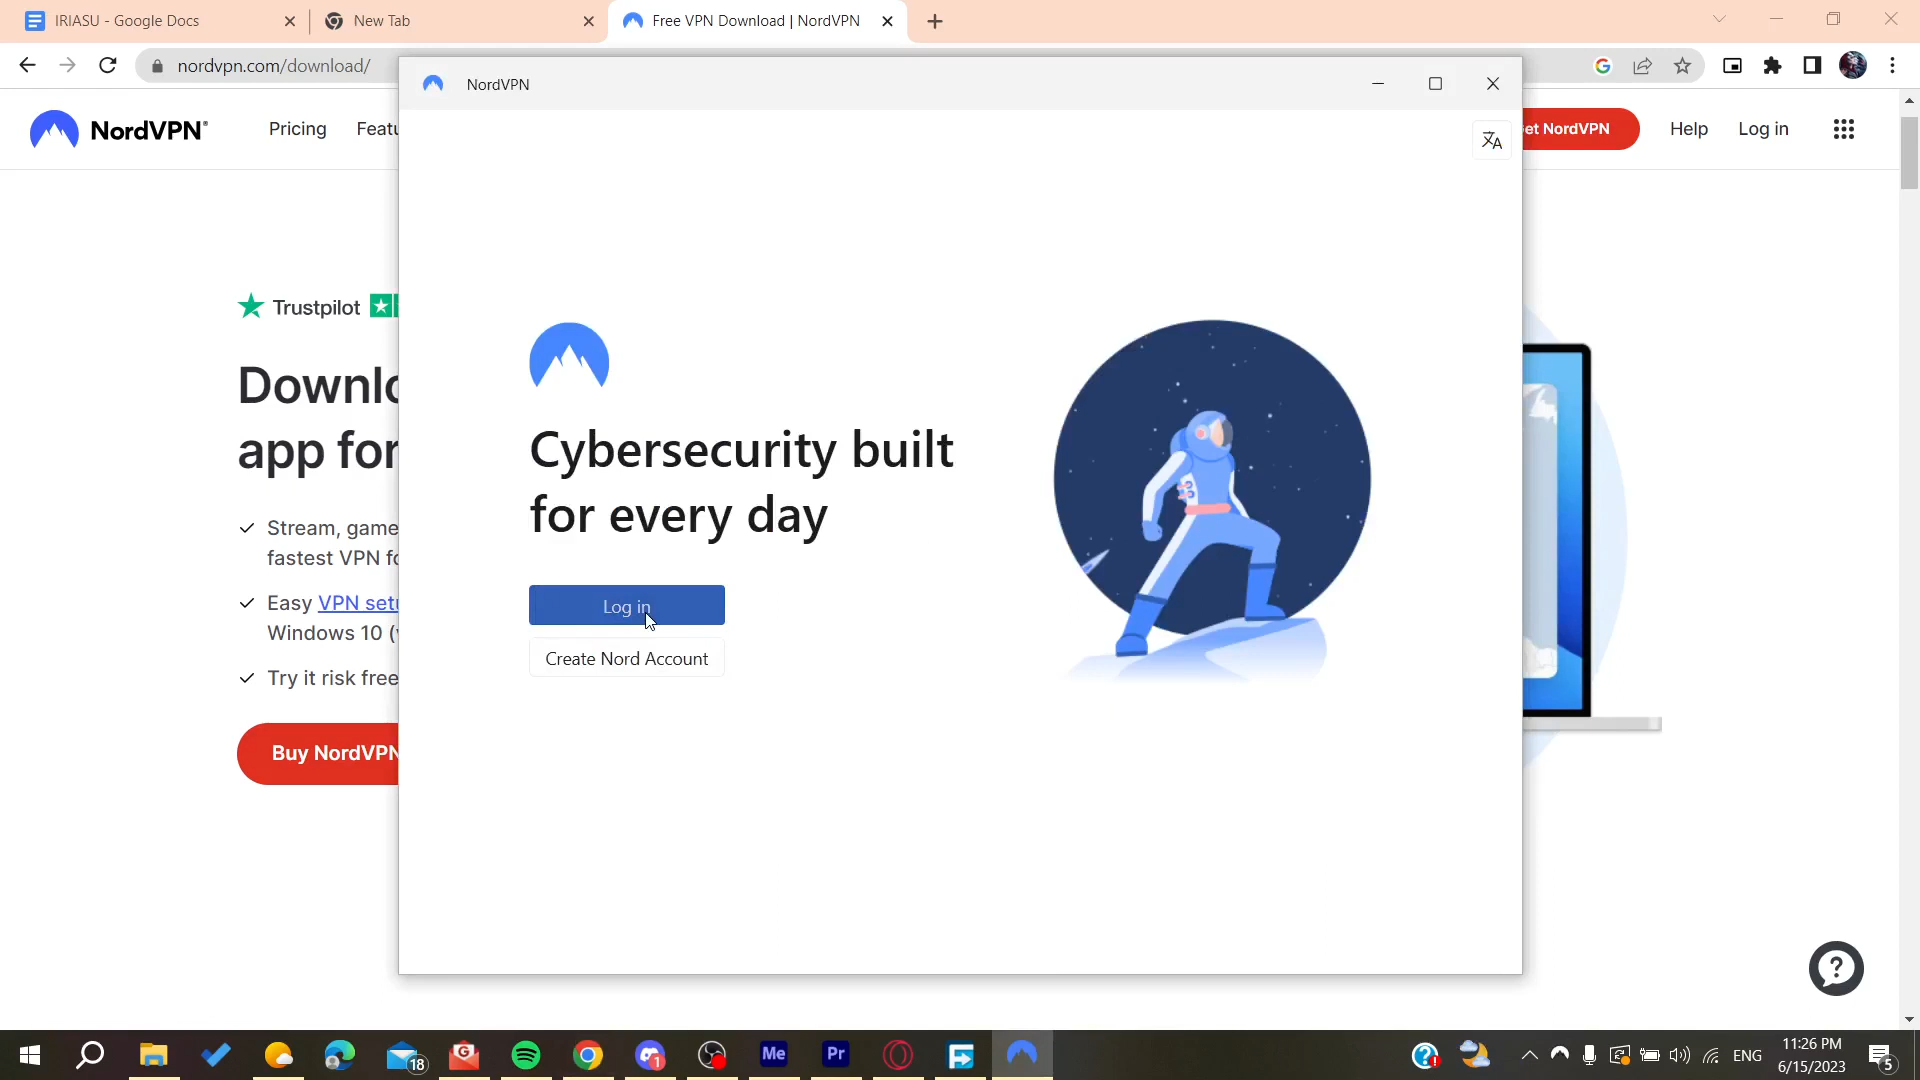 IRIASU - Google Docs
New Tab
Free VPN Download | NordVPN
nordvpn.com/download/
NordVPN
NordVPN®
Pricing
Featu
et NordVPN
Help
Log in
Trustpilot
Downlo
app for
Stream, game
fastest VPN fo
Easy VPN setu
Windows 10 (
Try it risk free
Buy NordVPN
Cybersecurity built
for every day
Log in
Create Nord Account
18
1
Me
Pr
ENG
11:26 PM
6/15/2023
5